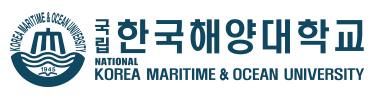 KOREA MARITIME & OCEAN UNIVERSITY
1945
국립한국해양대학교
NATIONAL
KOREA MARITIME & OCEAN UNIVERSITY